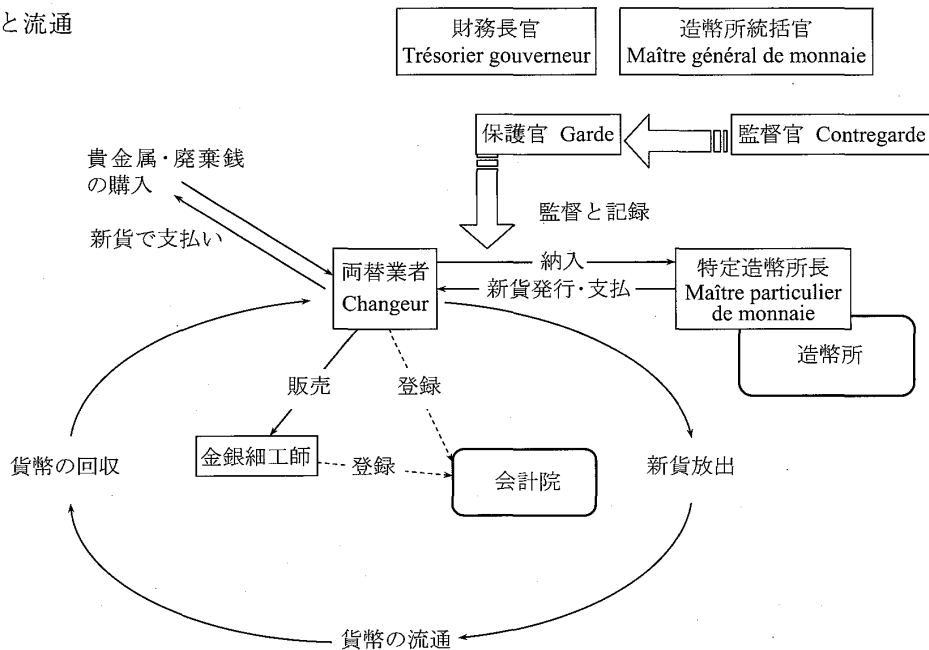 と流通
財務長官
Trésorier gouverneur
造幣所統括官
Maître général de monnaie
保護官 Garde
監督官 Contregarde
貴金属・廃棄銭
の購入
監督と記録
新貨で支払い
両替業者
Changeur
納入
新貨発行・支払
特定造幣所長
Maître particulier
de monnaie
造幣所
販売
登録
金銀細工師
登録
会計院
貨幣の回収
新貨放出
貨幣の流通